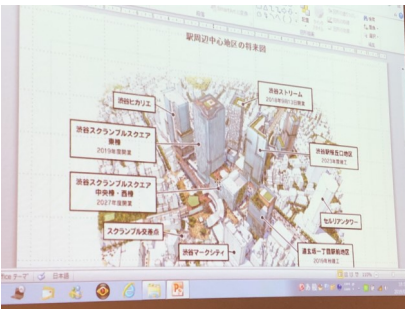 駅周辺中心地区の将来図
渋谷ヒカリエ
渋谷ストリーム
2018年9月13日開業
渋谷スクランブルスクエア
東棟
2019年度開業
渋谷駅桜丘口地区
2023年竣工
渋谷スクランブルスクエア
中央棟・西棟
2027年度開業
セルリアンタワー
スクランブル交差点
渋谷マークシティ
道玄坂一丁目駅前地区
2019年竣工
Office テーマ
日本語